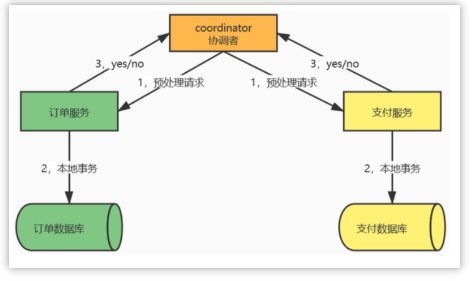 coordinator
协调者
3，yes/no
3，yes/no
1，预处理请求
1，预处理请求
订单服务
支付服务
2，本地事务
2，本地事务
订单数据库
支付数据库